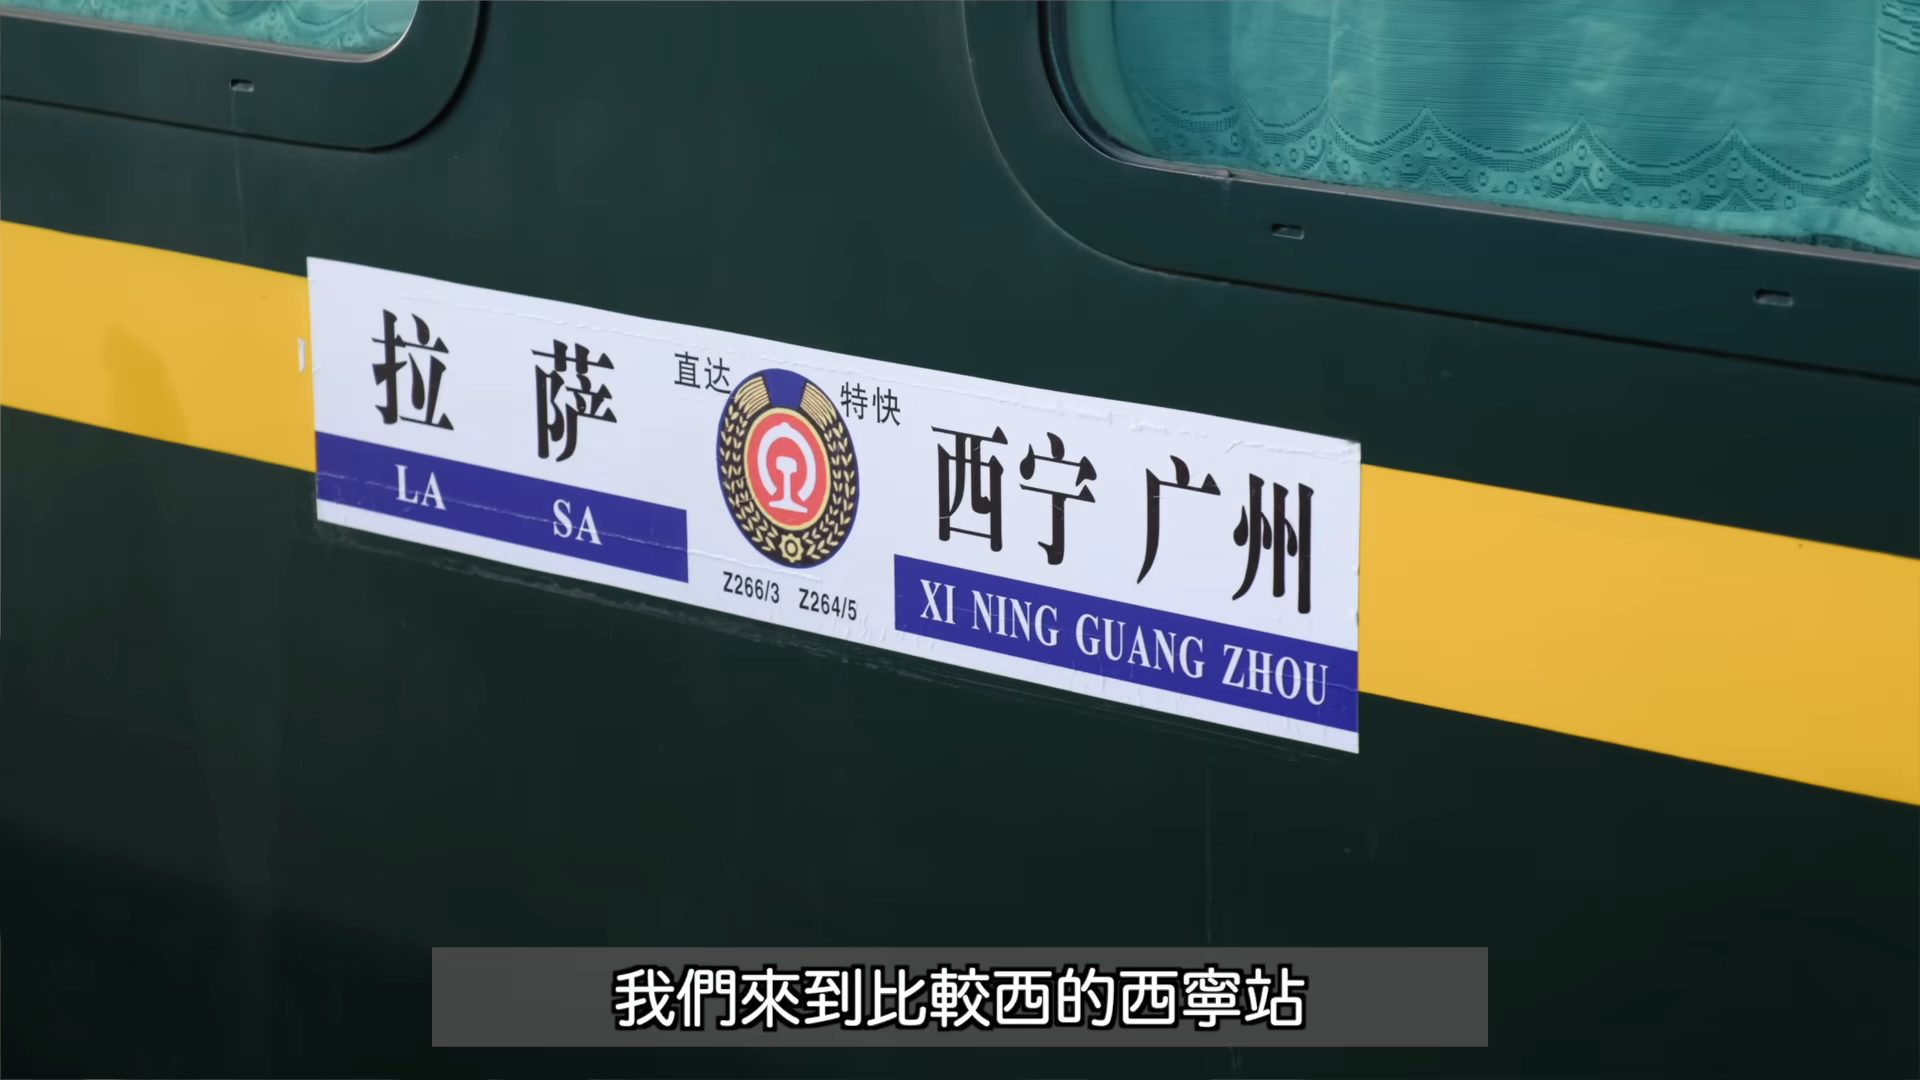 拉萨
LA SA
直达 特快
Z266/3 Z264/5
西宁 广州
XI NING GUANG ZHOU
我們來到比較西的西寧站